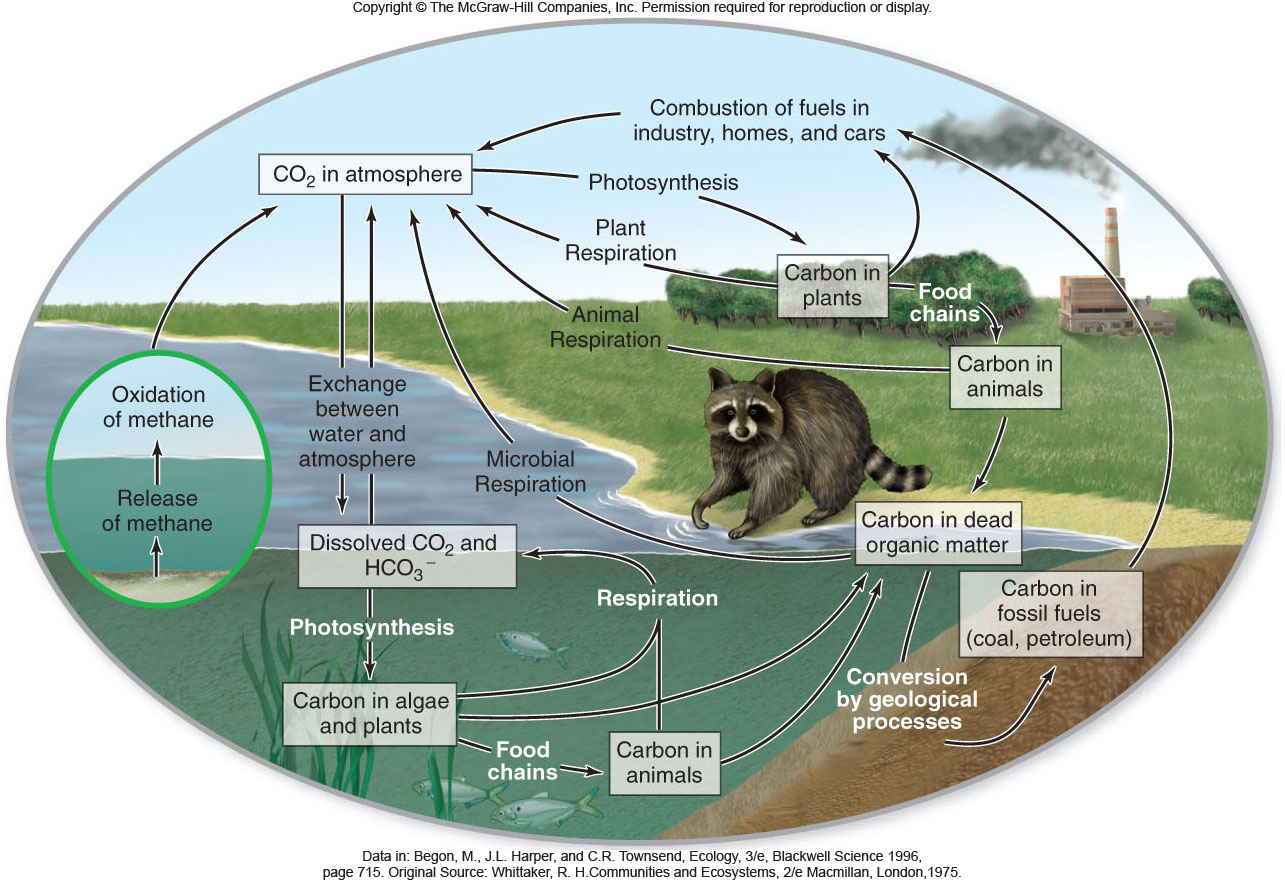 Copyright © The McGraw-Hill Companies, Inc. Permission required for reproduction or display.
Combustion of fuels in
industry, homes, and cars
CO₂ in atmosphere
Photosynthesis
Plant
Respiration
Carbon in
plants
Food
chains
Animal
Respiration
Carbon in
animals
Oxidation
of methane
Release
of methane
Exchange
between
water and
atmosphere
Microbial
Respiration
Carbon in dead
organic matter
Dissolved CO₂ and
HCO₃⁻
Respiration
Carbon in
fossil fuels
(coal, petroleum)
Photosynthesis
Conversion
by geological
processes
Carbon in algae
and plants
Food
chains
Carbon in
animals
Data in: Begon, M., J.L. Harper, and C.R. Townsend, Ecology, 3/e, Blackwell Science 1996,
page 715. Original Source: Whittaker, R. H.Communities and Ecosystems, 2/e Macmillan, London,1975.